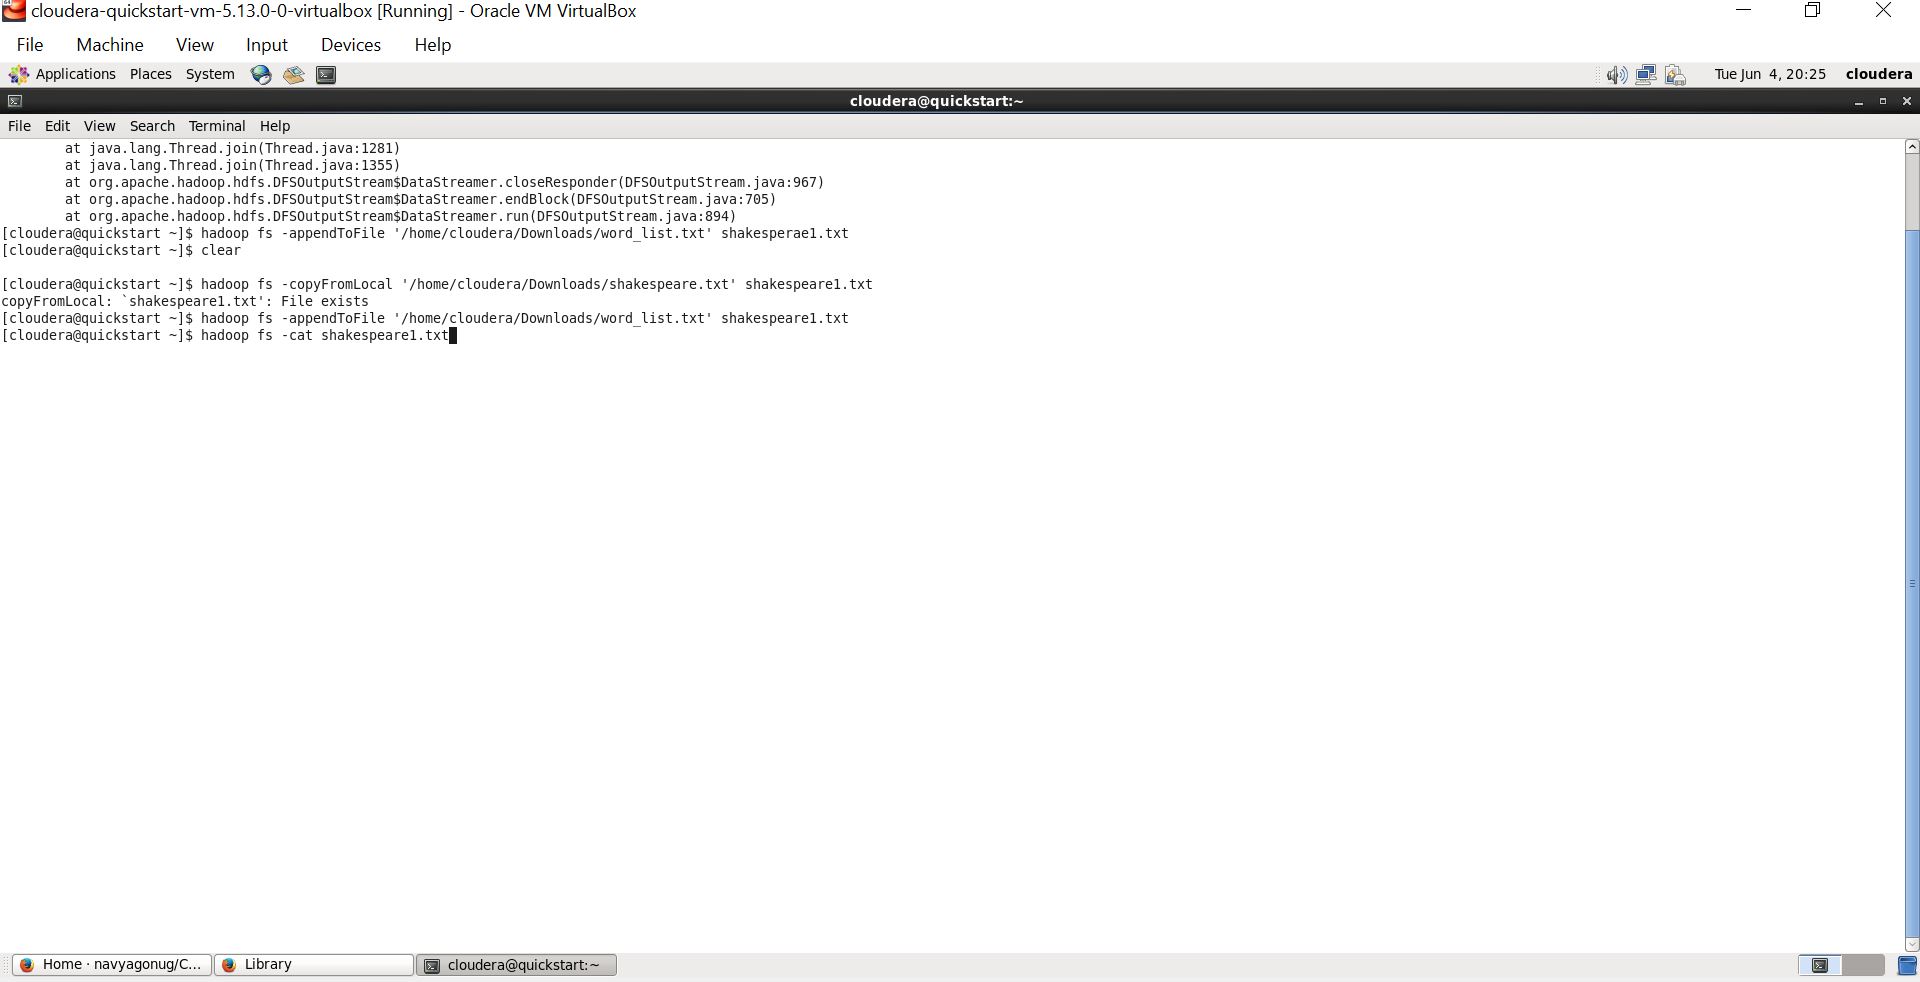 cloudera-quickstart-vm-5.13.0-0-virtualbox [Running] - Oracle VM VirtualBox
File Machine View Input Devices Help
Applications Places System Tue Jun 4, 20:25 cloudera
cloudera@quickstart:~
File Edit View Search Terminal Help
at java.lang.Thread.join(Thread.java:1281)
at java.lang.Thread.join(Thread.java:1355)
at org.apache.hadoop.hdfs.DFSOutputStream$DataStreamer.closeResponder(DFSOutputStream.java:967)
at org.apache.hadoop.hdfs.DFSOutputStream$DataStreamer.endBlock(DFSOutputStream.java:705)
at org.apache.hadoop.hdfs.DFSOutputStream$DataStreamer.run(DFSOutputStream.java:894)
[cloudera@quickstart ~]$ hadoop fs -appendToFile '/home/cloudera/Downloads/word_list.txt' shakesperae1.txt
[cloudera@quickstart ~]$ clear
[cloudera@quickstart ~]$ hadoop fs -copyFromLocal '/home/cloudera/Downloads/shakespeare.txt' shakespeare1.txt
copyFromLocal: `shakespeare1.txt': File exists
[cloudera@quickstart ~]$ hadoop fs -appendToFile '/home/cloudera/Downloads/word_list.txt' shakespeare1.txt
[cloudera@quickstart ~]$ hadoop fs -cat shakespeare1.txt
Home · navyagonug/C... Library cloudera@quickstart:~